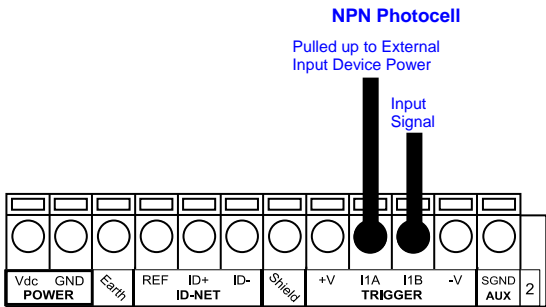 NPN Photocell
Pulled up to External
Input Device Power
Input
Signal
Vdc GND Earth REF ID+ ID- Shield +V I1A I1B -V SGND 2
POWER ID-NET TRIGGER AUX